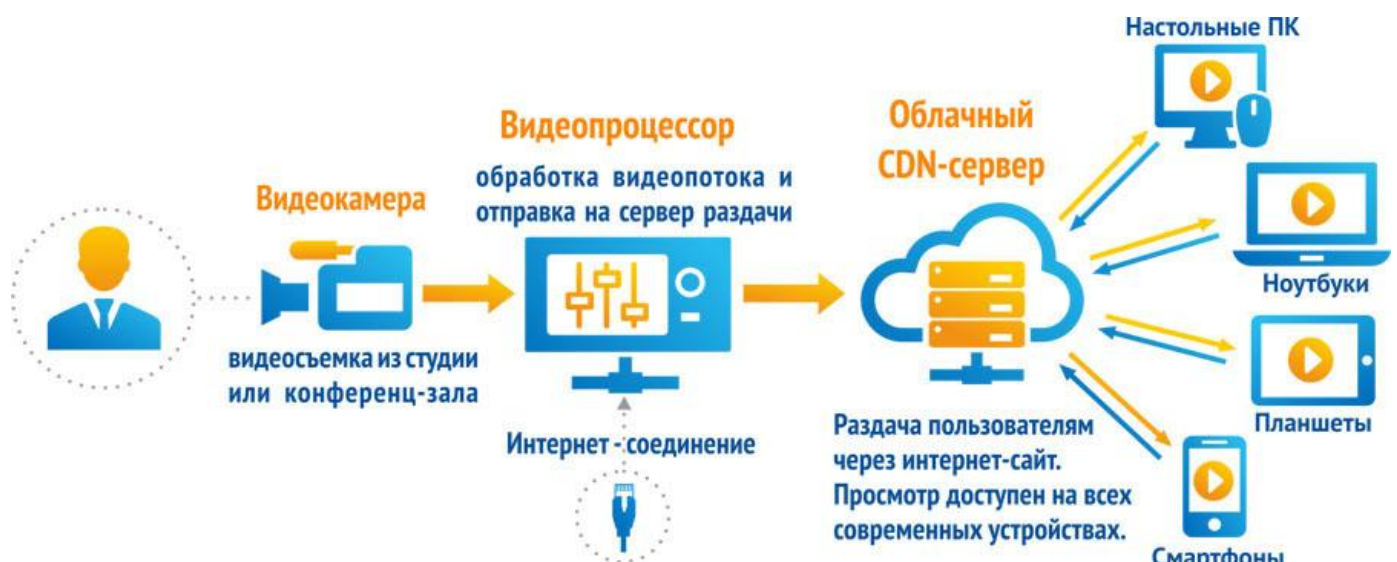 Видеокамера
видеосъемка из студии
или конференц-зала
Видеопроцессор
обработка видеопотока и
отправка на сервер раздачи
Интернет - соединение
Облачный
CDN-сервер
Раздача пользователям
через интернет-сайт.
Просмотр доступен на всех
современных устройствах.
Настольные ПК
Ноутбуки
Планшеты
Смартфоны